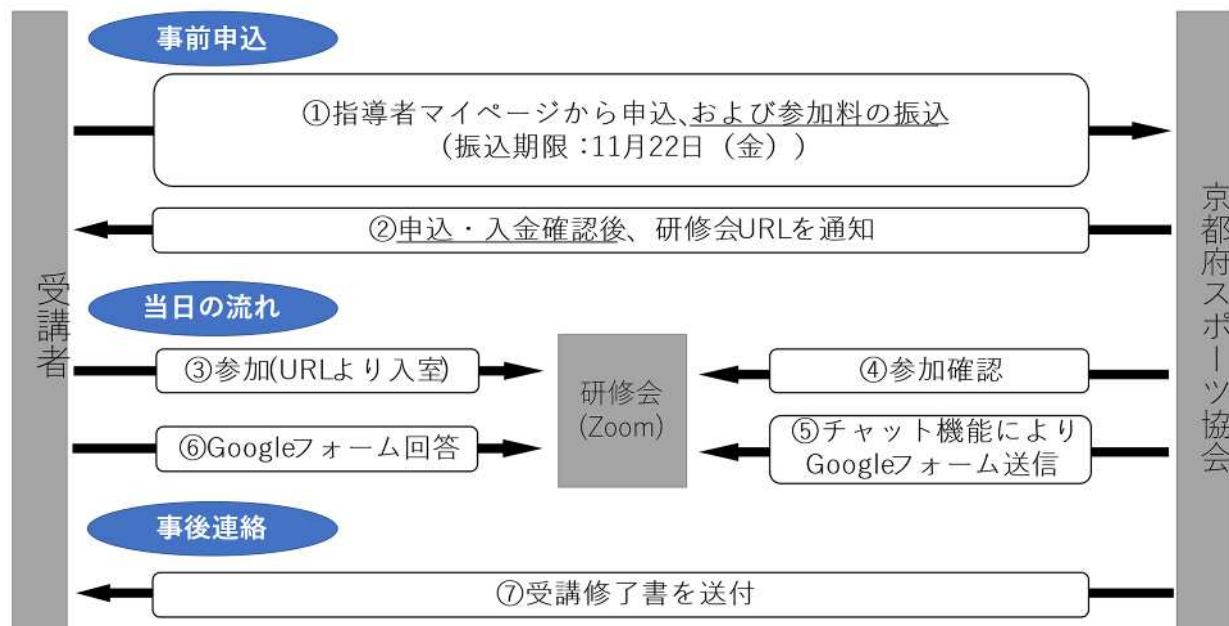 事前申込
①指導者マイページから申込、および参加料の振込
(振込期限:11月22日（金）)
②申込・入金確認後、研修会URLを通知
受講者
京都府スポーツ協会
当日の流れ
③参加(URLより入室)
研修会
(Zoom)
④参加確認
⑥Googleフォーム回答
⑤チャット機能により
Googleフォーム送信
事後連絡
⑦受講修了書を送付